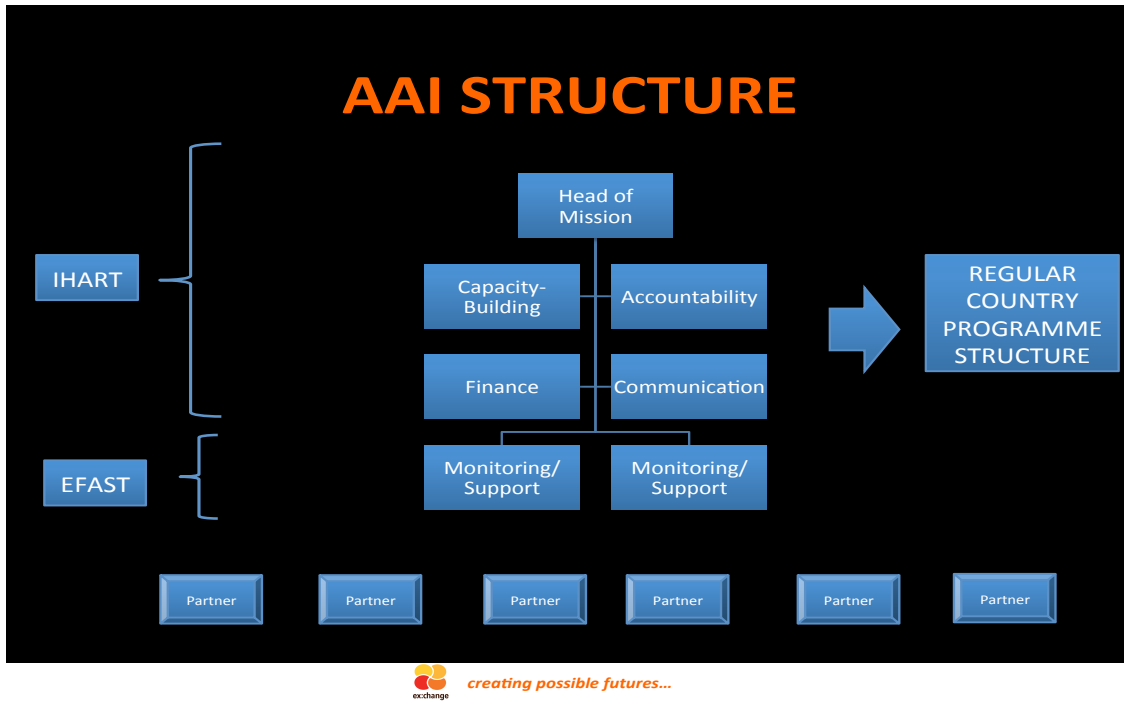 AAI STRUCTURE
Head of
Mission
IHART
Capacity-
Building
Accountability
REGULAR
COUNTRY
PROGRAMME
STRUCTURE
Finance
Communication
EFAST
Monitoring/
Support
Monitoring/
Support
Partner
Partner
Partner
Partner
Partner
Partner
ex:change
creating possible futures...